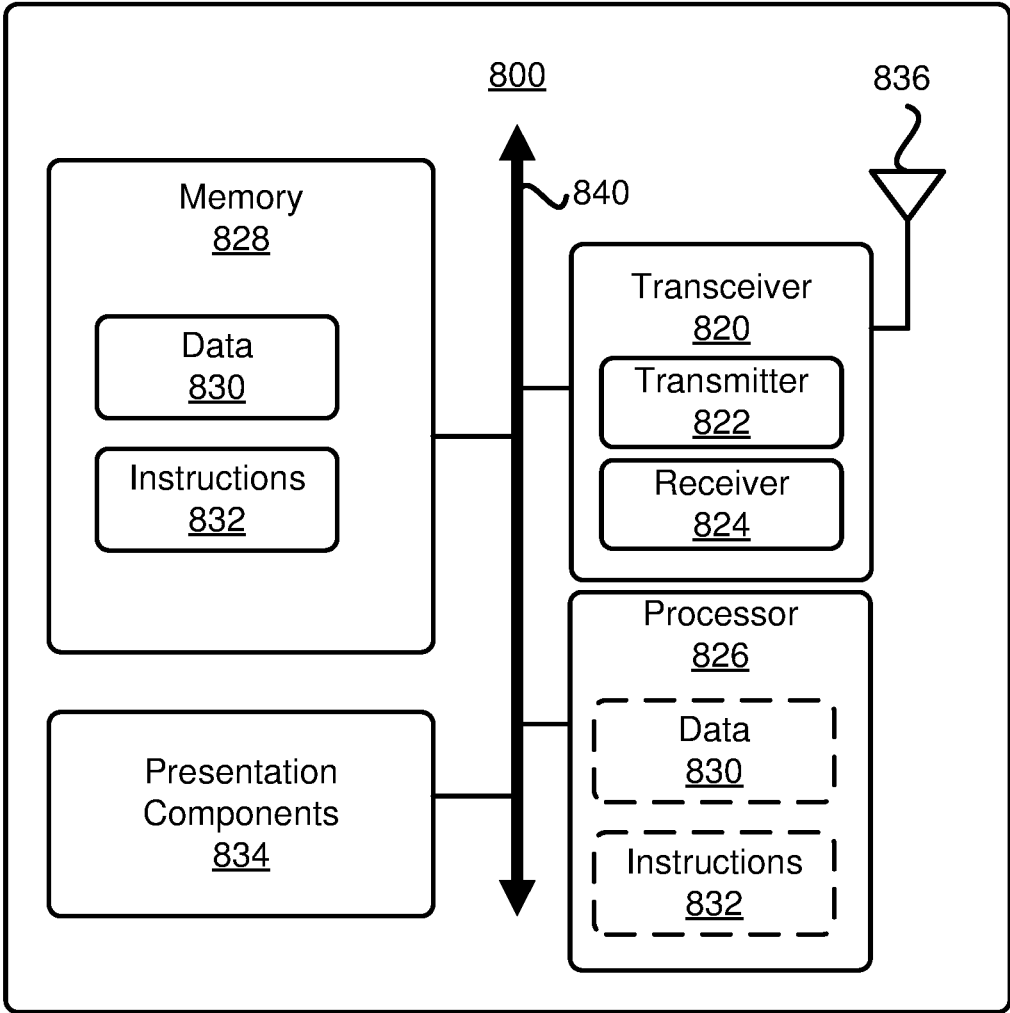 800
836
840
Memory
828
Data
830
Instructions
832
Transceiver
820
Transmitter
822
Receiver
824
Processor
826
Data
830
Instructions
832
Presentation
Components
834